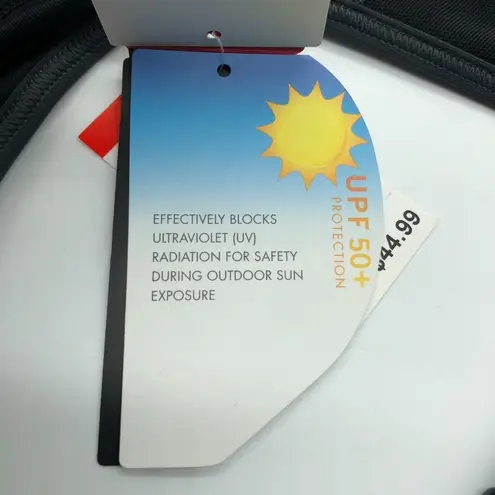 EFFECTIVELY BLOCKS
ULTRAVIOLET (UV)
RADIATION FOR SAFETY
DURING OUTDOOR SUN
EXPOSURE
UPF 50+
PROTECTION
44.99